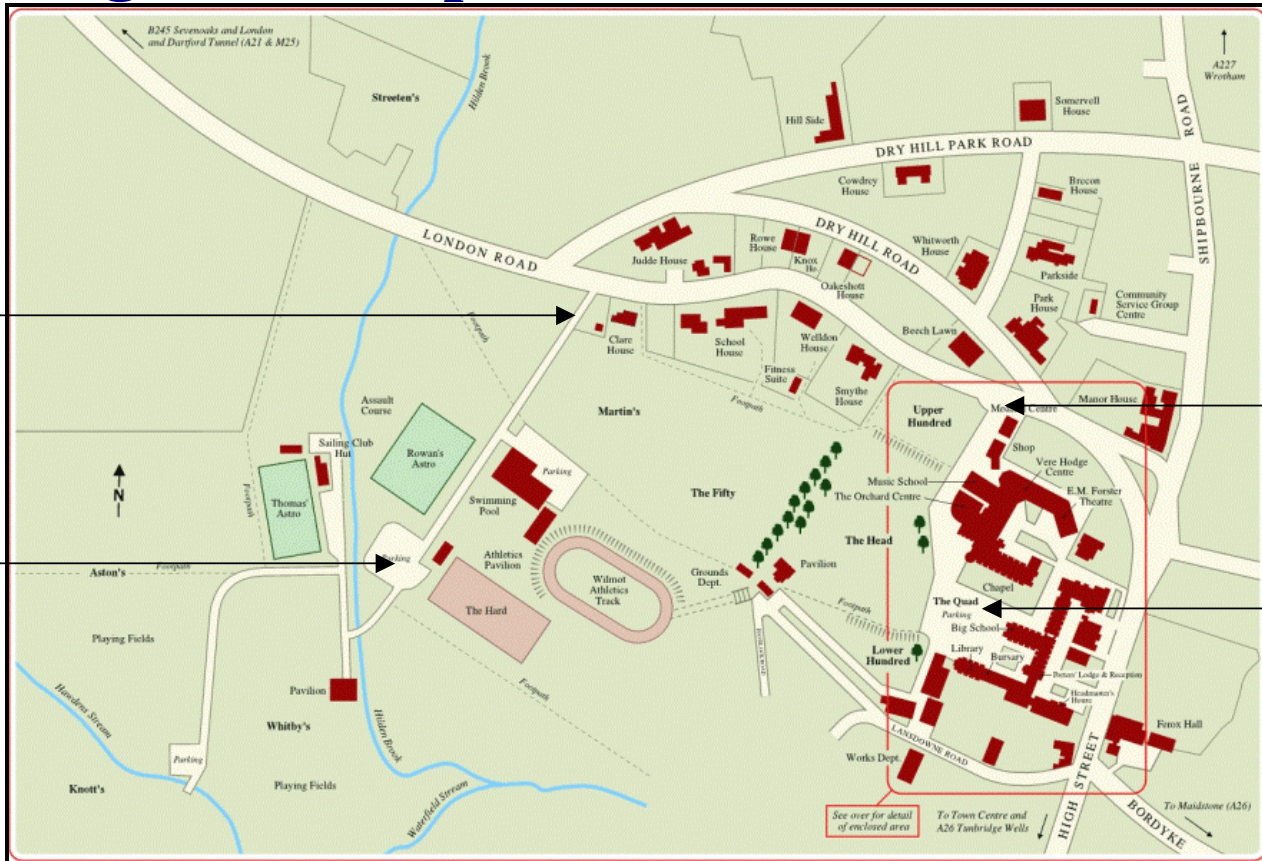 B245 Sevenoaks and London
and Dartford Tunnel (A21 & M25)
Streeten's
Hilden Brook
A227
Wrotham
Hill Side
Somervell
House
DRY HILL PARK ROAD
SHIPBOURNE ROAD
Cowdrey
House
Brecon
House
LONDON ROAD
DRY HILL ROAD
Judde House
Rowe
House
Knox
Ho.
Oakeshott
House
Whitworth
House
Parkside
Park
House
Community
Service Group
Centre
Footpath
Clare
House
School
House
Welldon
House
Beech Lawn
Fitness
Suite
Smythe
House
Assault
Course
Martin's
Footpath
Upper
Hundred
Centre
Manor House
Shop
Vere Hodge
Centre
Sailing Club
Hut
Rowan's
Astro
Parking
N
Footpath
Thomas'
Astro
Swimming
Pool
The Fifty
Music School
The Orchard Centre
E.M. Forster
Theatre
The Head
Parking
Athletics
Pavilion
Grounds
Dept.
Pavilion
Aston's
Footpath
Wilmot
Athletics
Track
Chapel
The Hard
Footpath
The Quad
Parking
Playing Fields
Big School
Lower
Hundred
Library
Bursary
Porters' Lodge & Reception
Headmaster's
House
Footpath
Pavilion
Hawdens Stream
Whitby's
Hilden Brook
LANSDOWNE ROAD
Ferox Hall
Parking
Works Dept.
Knott's
Playing Fields
Waterfield Stream
HIGH STREET
BORDYKE
To Maidstone (A26)
See over for detail
of enclosed area
To Town Centre and
A26 Tunbridge Wells